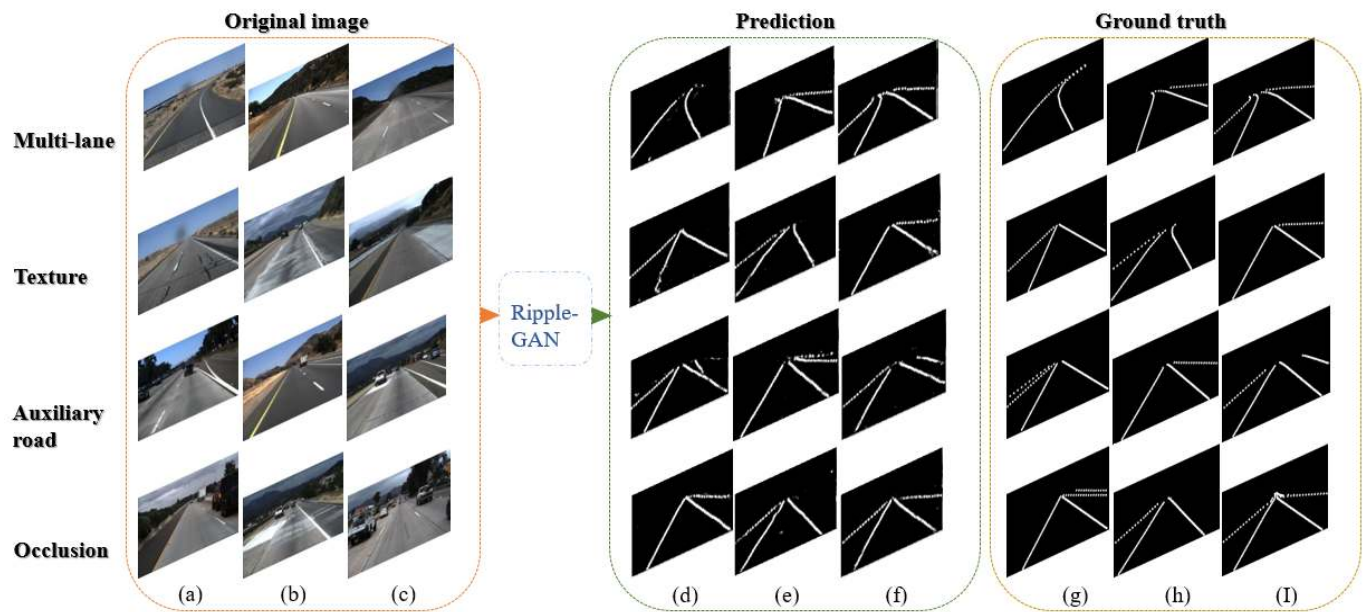 Original image
Prediction
Ground truth
Multi-lane
Texture
Ripple-
GAN
Auxiliary
road
Occlusion
(a) (b) (c) (d) (e) (f) (g) (h) (I)